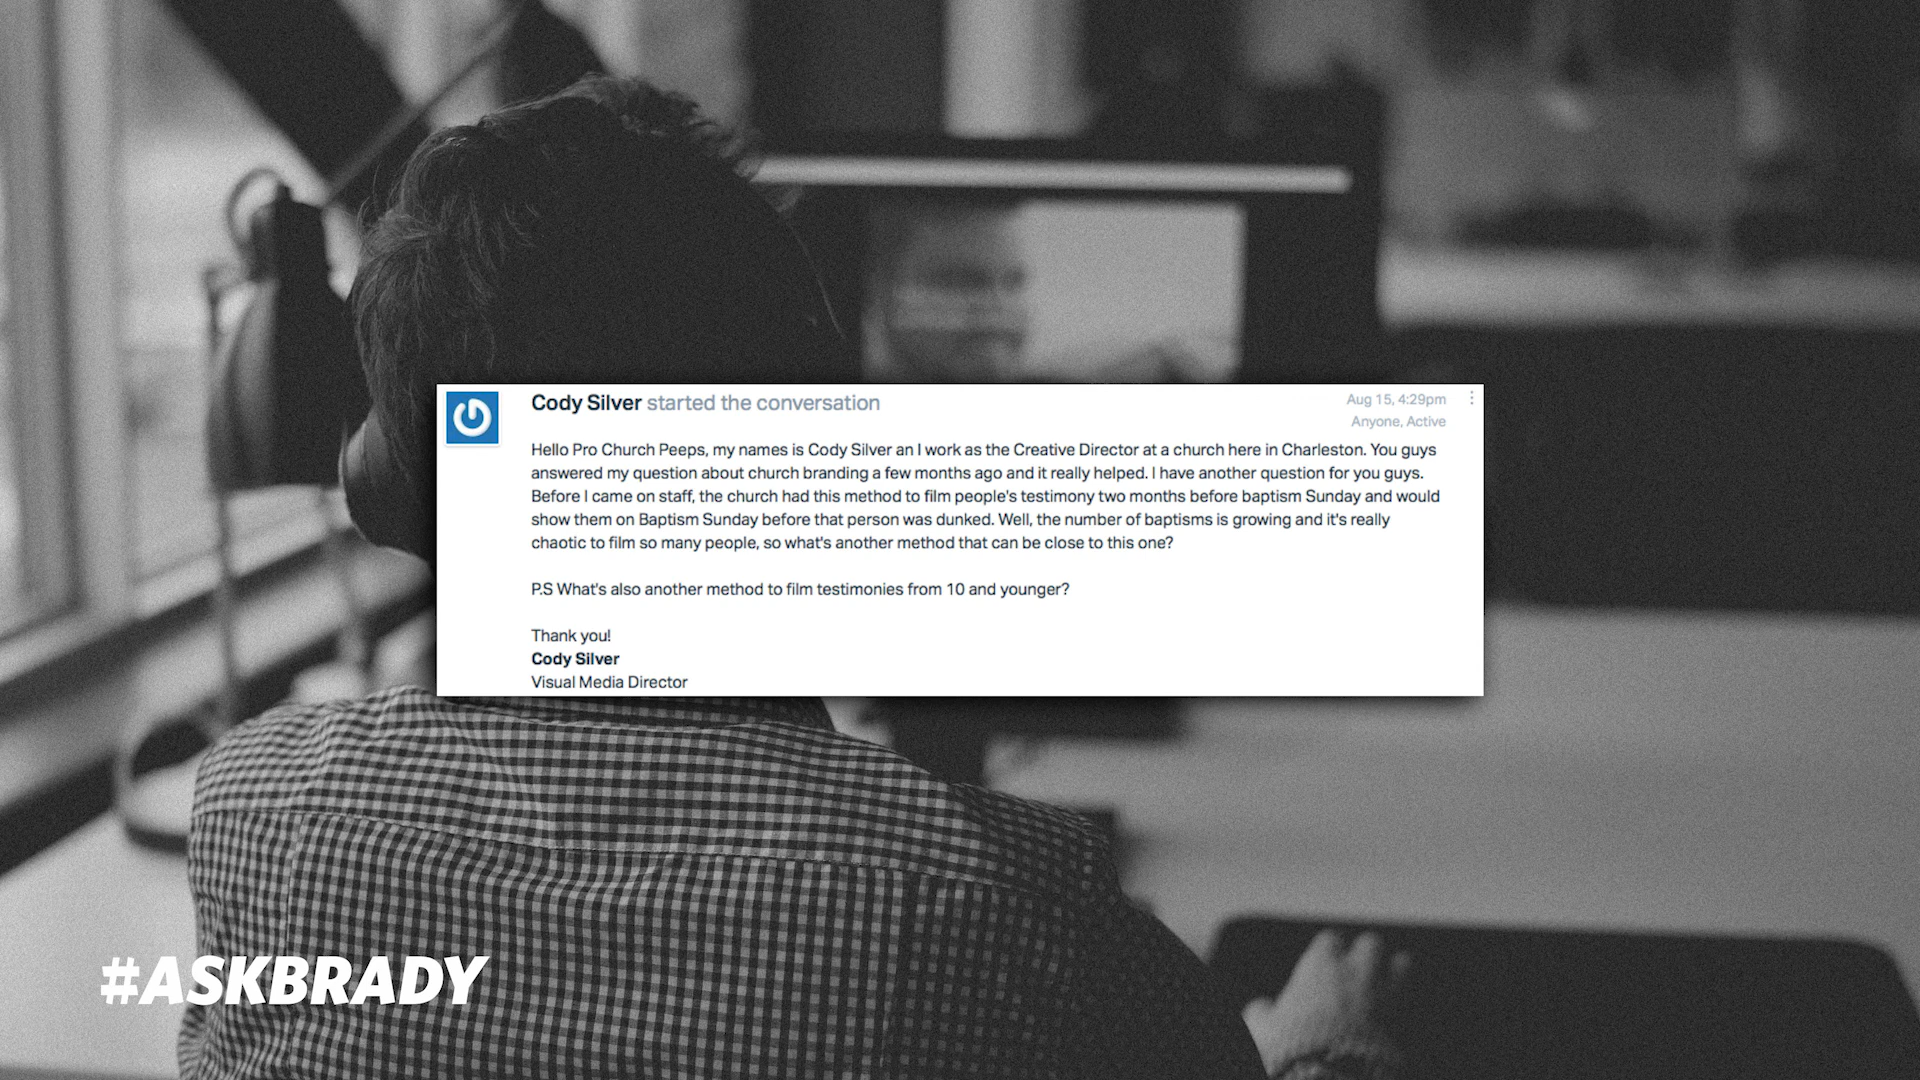 Cody Silver started the conversation
Aug 15, 4:29pm
Anyone, Active
Hello Pro Church Peeps, my names is Cody Silver an I work as the Creative Director at a church here in Charleston. You guys
answered my question about church branding a few months ago and it really helped. I have another question for you guys.
Before I came on staff, the church had this method to film people's testimony two months before baptism Sunday and would
show them on Baptism Sunday before that person was dunked. Well, the number of baptisms is growing and it's really
chaotic to film so many people, so what's another method that can be close to this one?
P.S What's also another method to film testimonies from 10 and younger?
Thank you!
Cody Silver
Visual Media Director
#ASKBRADY